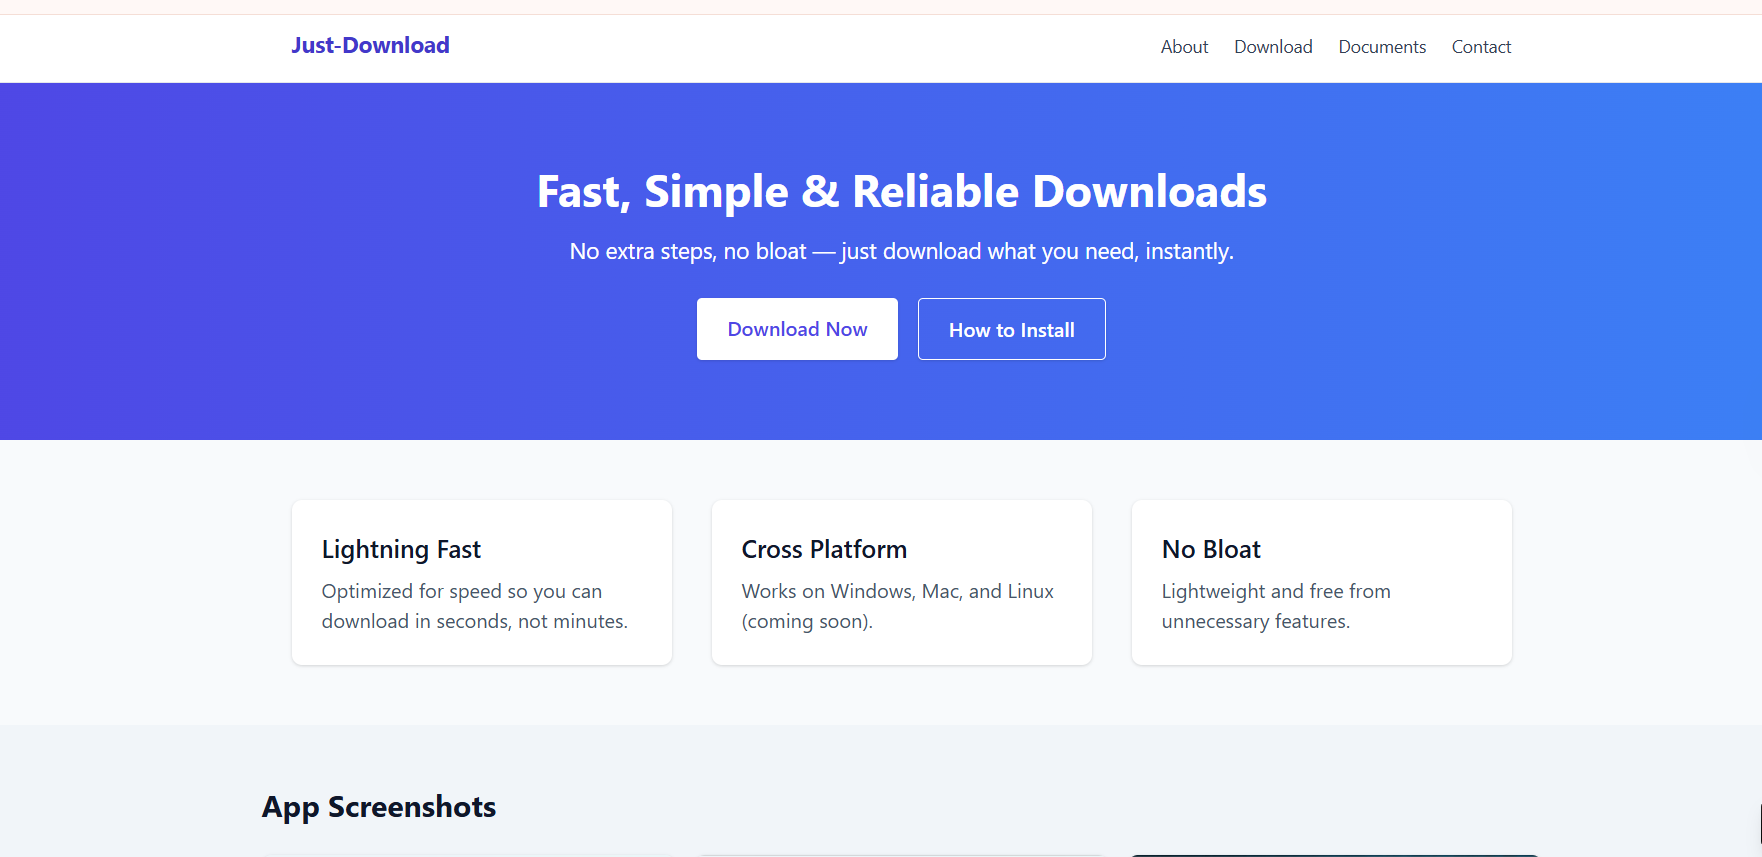 Just-Download
About Download Documents Contact
Fast, Simple & Reliable Downloads
No extra steps, no bloat — just download what you need, instantly.
Download Now
How to Install
Lightning Fast
Optimized for speed so you can
download in seconds, not minutes.
Cross Platform
Works on Windows, Mac, and Linux
(coming soon).
No Bloat
Lightweight and free from
unnecessary features.
App Screenshots